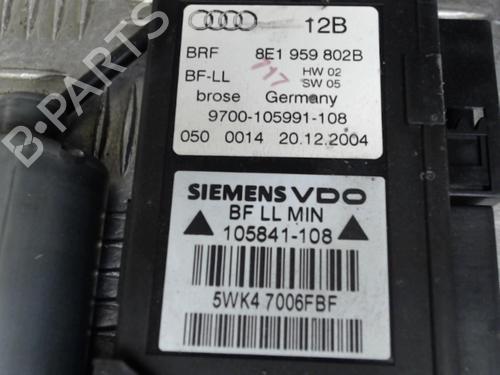 12B
BRF 8E1 959 802B
BF-LL HW 02
SW 05
717
brose Germany
9700-105991-108
050 0014 20.12.2004
SIEMENS VDO
BF LL MIN
105841-108
5WK4 7006FBF